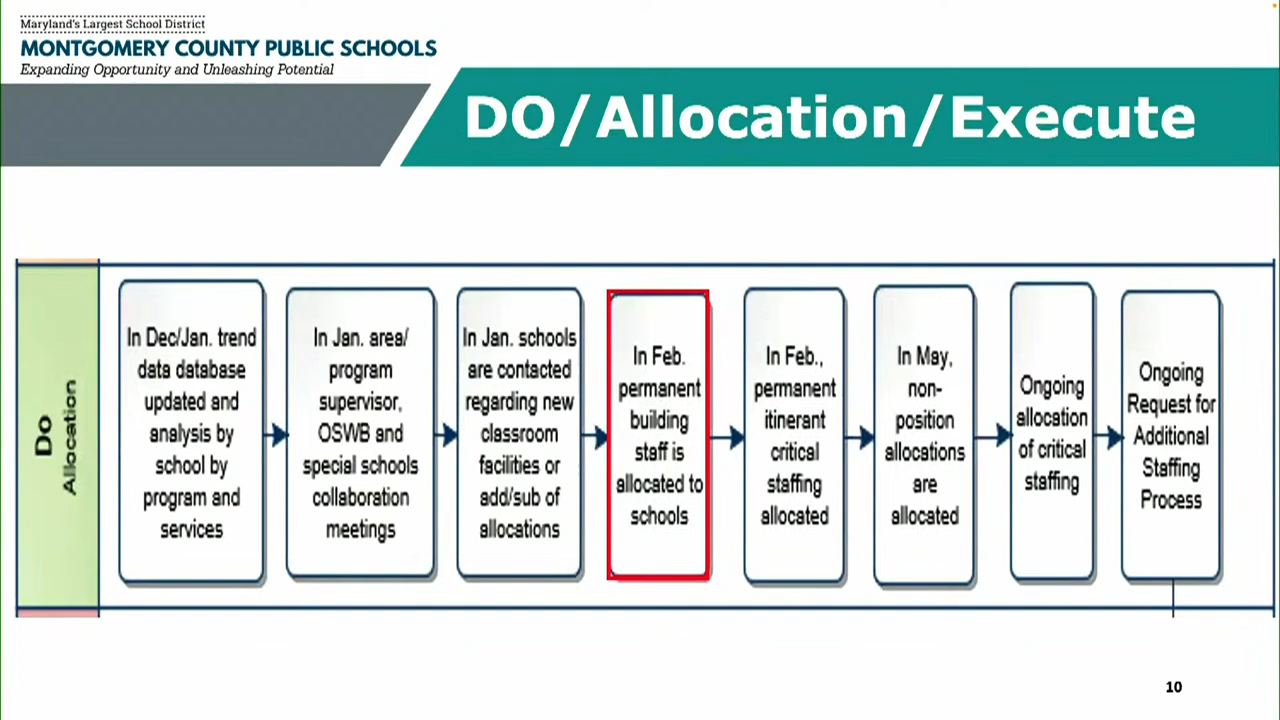 Maryland's Largest School District
MONTGOMERY COUNTY PUBLIC SCHOOLS
Expanding Opportunity and Unleashing Potential
DO/Allocation/Execute
Do
Allocation
In Dec/Jan. trend
data database
updated and
analysis by
school by
program and
services
In Jan. area/
program
supervisor,
OSWB and
special schools
collaboration
meetings
In Jan. schools
are contacted
regarding new
classroom
facilities or
add/sub of
allocations
In Feb.
permanent
building
staff is
allocated to
schools
In Feb.,
permanent
itinerant
critical
staffing
allocated
In May,
non-
position
allocations
are
allocated
Ongoing
allocation
of critical
staffing
Ongoing
Request for
Additional
Staffing
Process
10